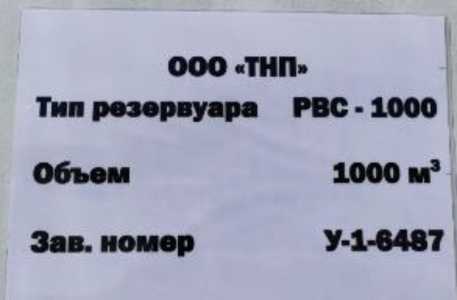 ООО «ТНП»
Тип резервуара РВС - 1000
Объем 1000 м³
Зав. номер У-1-6487